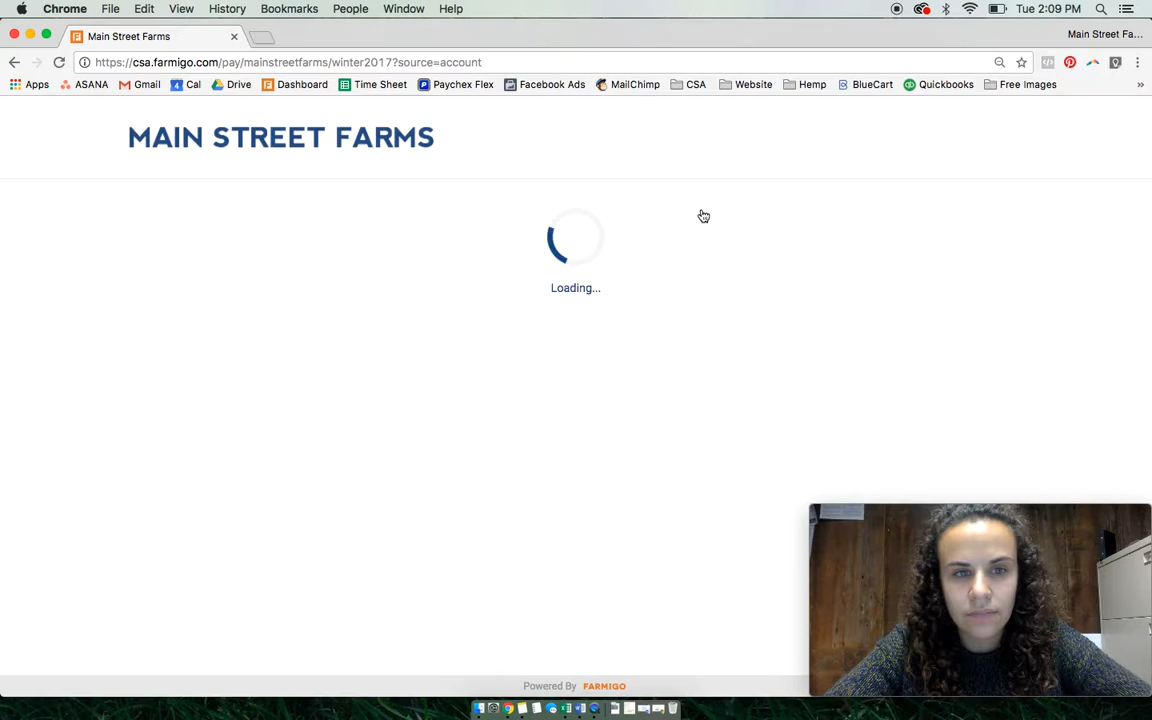 Chrome File Edit View History Bookmarks People Window Help Tue 2:09 PM
Main Street Farms Main Street Fa...
https://csa.farmigo.com/pay/mainstreetfarms/winter2017?source=account
Apps ASANA Gmail Cal Drive Dashboard Time Sheet Paychex Flex Facebook Ads MailChimp CSA Website Hemp BlueCart Quickbooks Free Images »
MAIN STREET FARMS
Loading...
Powered By FARMIGO